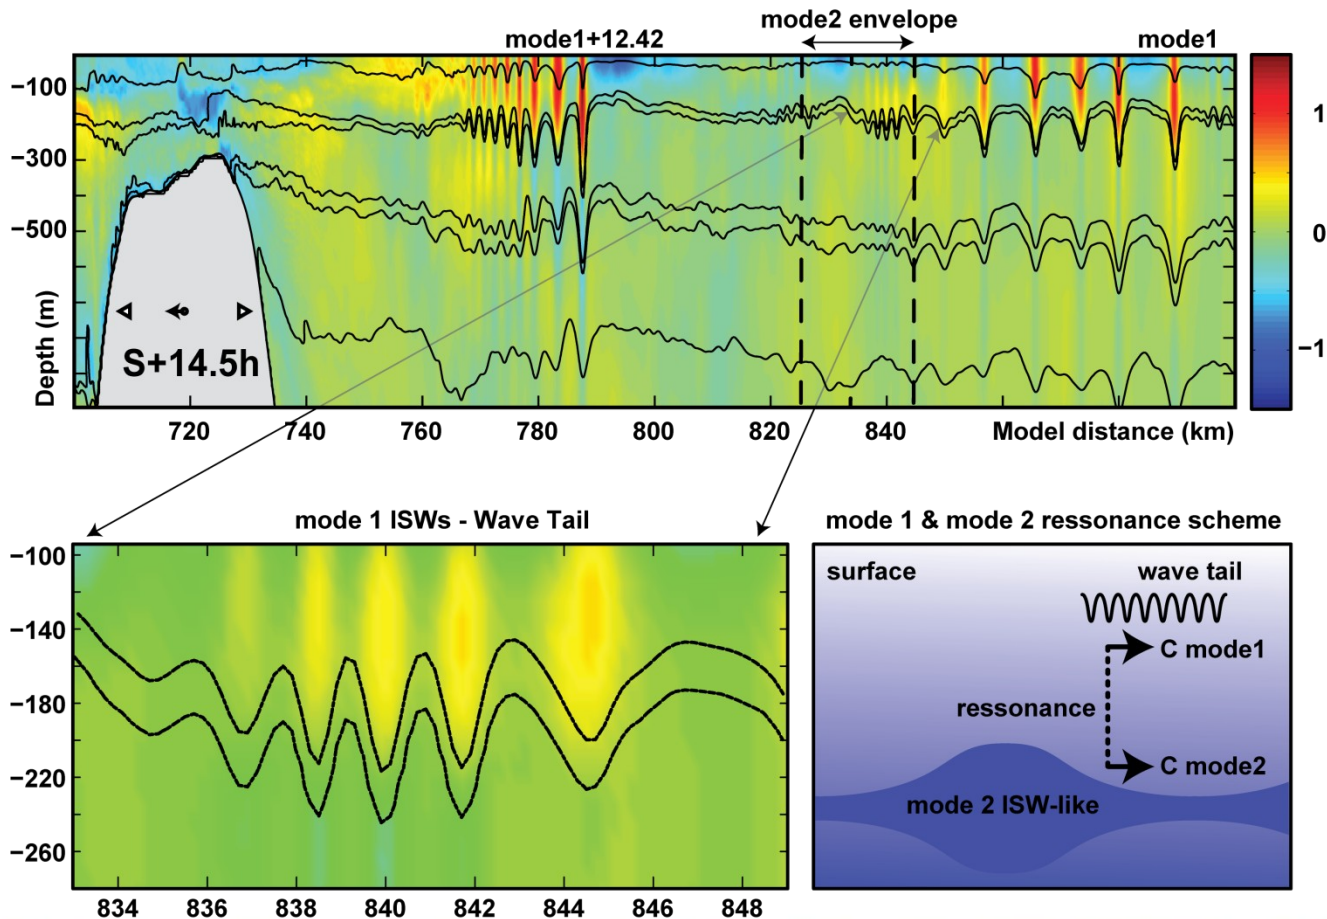 mode2 envelope
mode1+12.42
mode1
−100
−300
−500
Depth (m)
S+14.5h
720
740
760
780
800
820
840
Model distance (km)
1
0
−1
mode 1 ISWs - Wave Tail
−100
−140
−180
−220
−260
834
836
838
840
842
844
846
848
mode 1 & mode 2 ressonance scheme
surface
wave tail
C mode1
ressonance
C mode2
mode 2 ISW-like